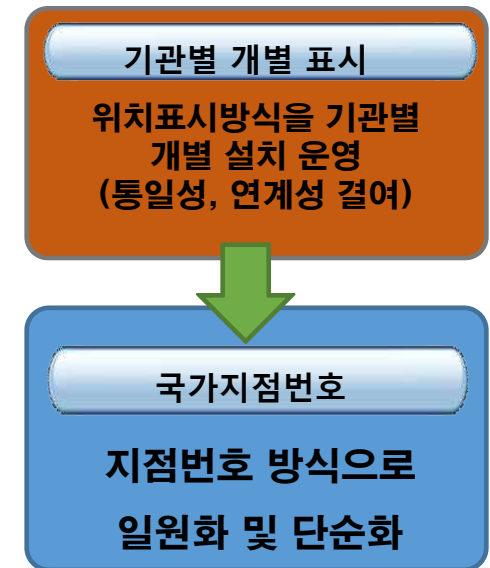 기관별 개별 표시
위치표시방식을 기관별
개별 설치 운영
(통일성, 연계성 결여)
국가지점번호
지점번호 방식으로
일원화 및 단순화